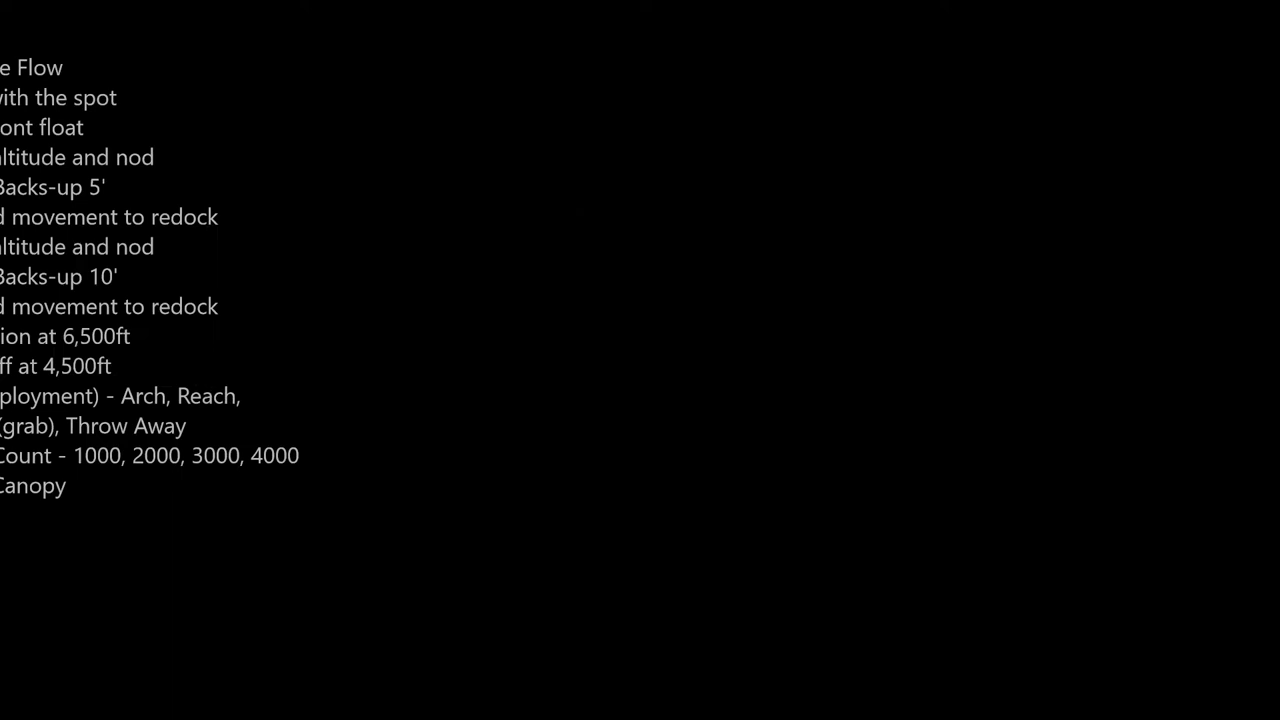 e Flow
with the spot
ont float
altitude and nod
Backs-up 5'
d movement to redock
altitude and nod
Backs-up 10'
d movement to redock
ion at 6,500ft
ff at 4,500ft
ployment) - Arch, Reach,
(grab), Throw Away
Count - 1000, 2000, 3000, 4000
Canopy